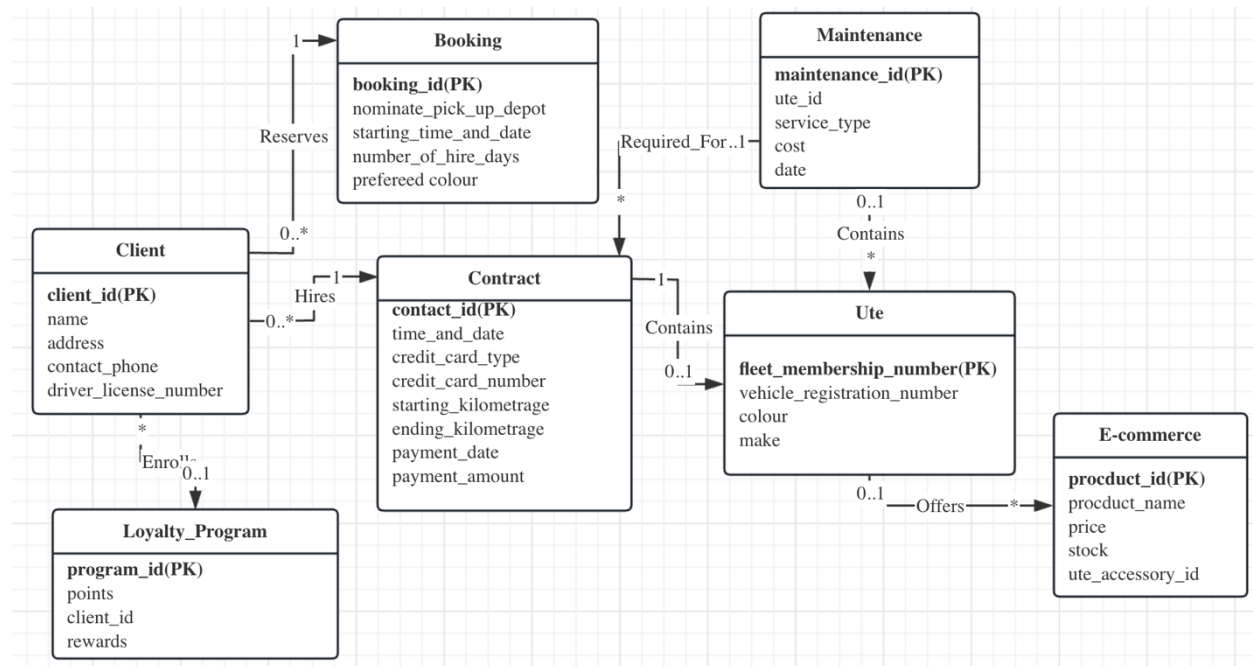 Booking
booking_id(PK)
nominate_pick_up_depot
starting_time_and_date
number_of_hire_days
prefereed colour
Maintenance
maintenance_id(PK)
ute_id
service_type
cost
date
1
Reserves
0..*
Required_For
..1
*
0..1
Contains
*
Client
client_id(PK)
name
address
contact_phone
driver_license_number
0..*
Hires
1
Contract
contact_id(PK)
time_and_date
credit_card_type
credit_card_number
starting_kilometrage
ending_kilometrage
payment_date
payment_amount
1
Contains
0..1
Ute
fleet_membership_number(PK)
vehicle_registration_number
colour
make
0..1
Offers
*
E-commerce
procduct_id(PK)
procduct_name
price
stock
ute_accessory_id
*
0..1
Loyalty_Program
program_id(PK)
points
client_id
rewards